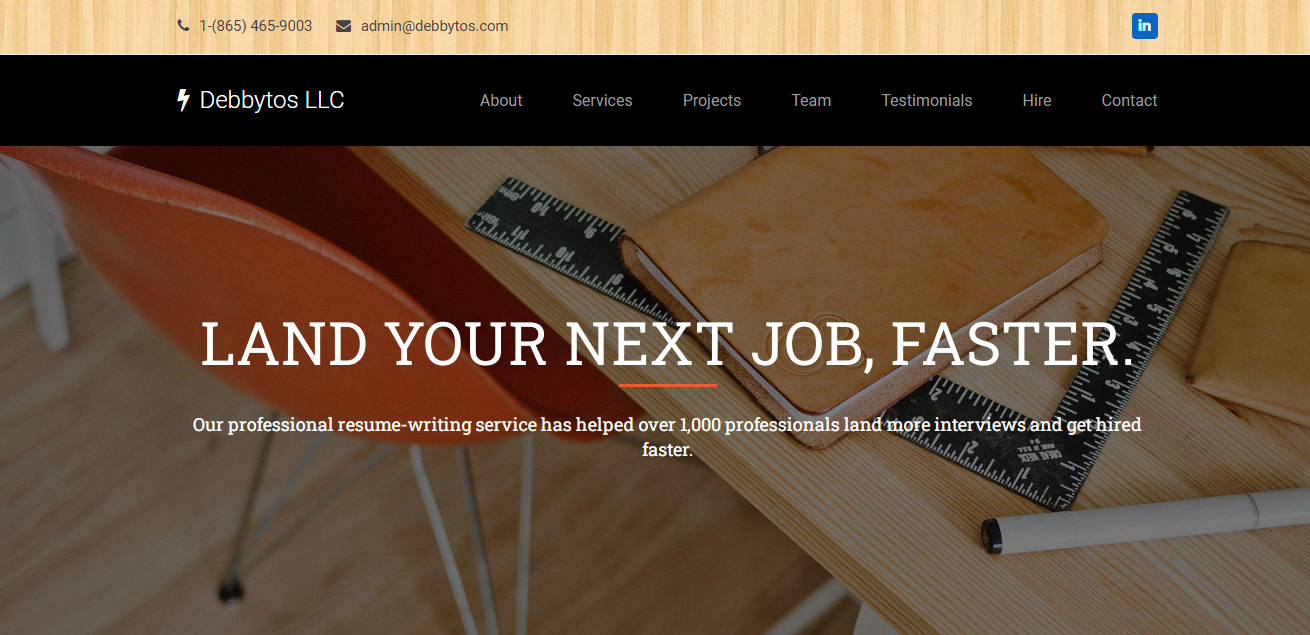 1-(865) 465-9003 admin@debbytos.com in
Debbytos LLC About Services Projects Team Testimonials Hire Contact
LAND YOUR NEXT JOB, FASTER.
Our professional resume-writing service has helped over 1,000 professionals land more interviews and get hired
faster.